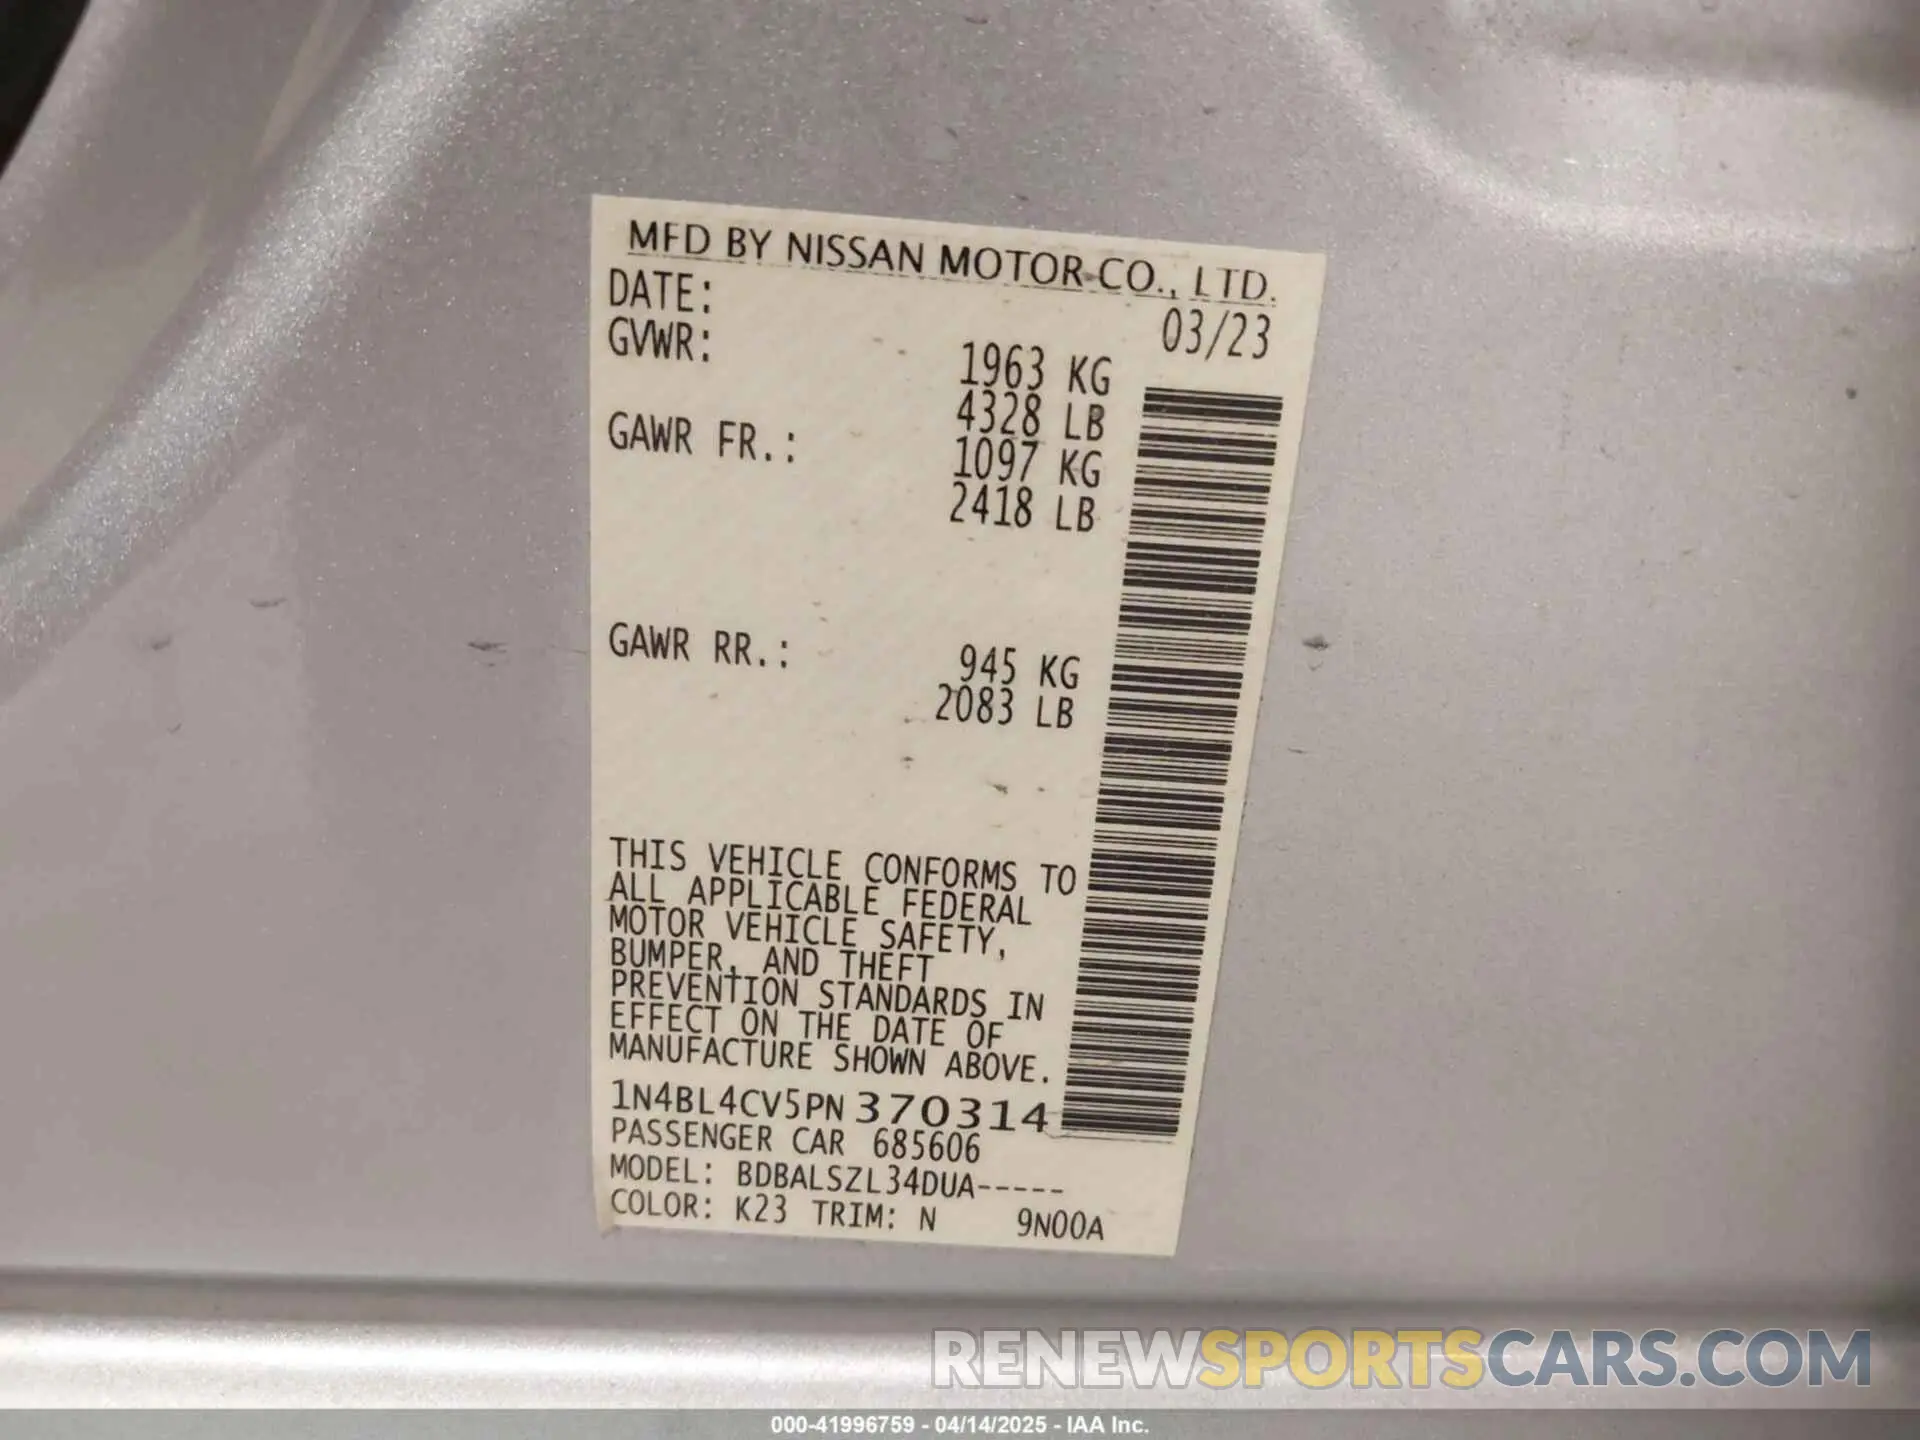 MFD BY NISSAN MOTOR CO., LTD.
DATE: 03/23
GVWR: 1963 KG
4328 LB
GAWR FR.: 1097 KG
2418 LB
GAWR RR.: 945 KG
2083 LB
THIS VEHICLE CONFORMS TO
ALL APPLICABLE FEDERAL
MOTOR VEHICLE SAFETY,
BUMPER, AND THEFT
PREVENTION STANDARDS IN
EFFECT ON THE DATE OF
MANUFACTURE SHOWN ABOVE.
1N4BL4CV5PN370314
PASSENGER CAR 685606
MODEL: BDBALSZL34DUA-----
COLOR: K23 TRIM: N 9N00A
RENEWSPORTSCARS.COM
000-41996759 - 04/14/2025 - IAA Inc.